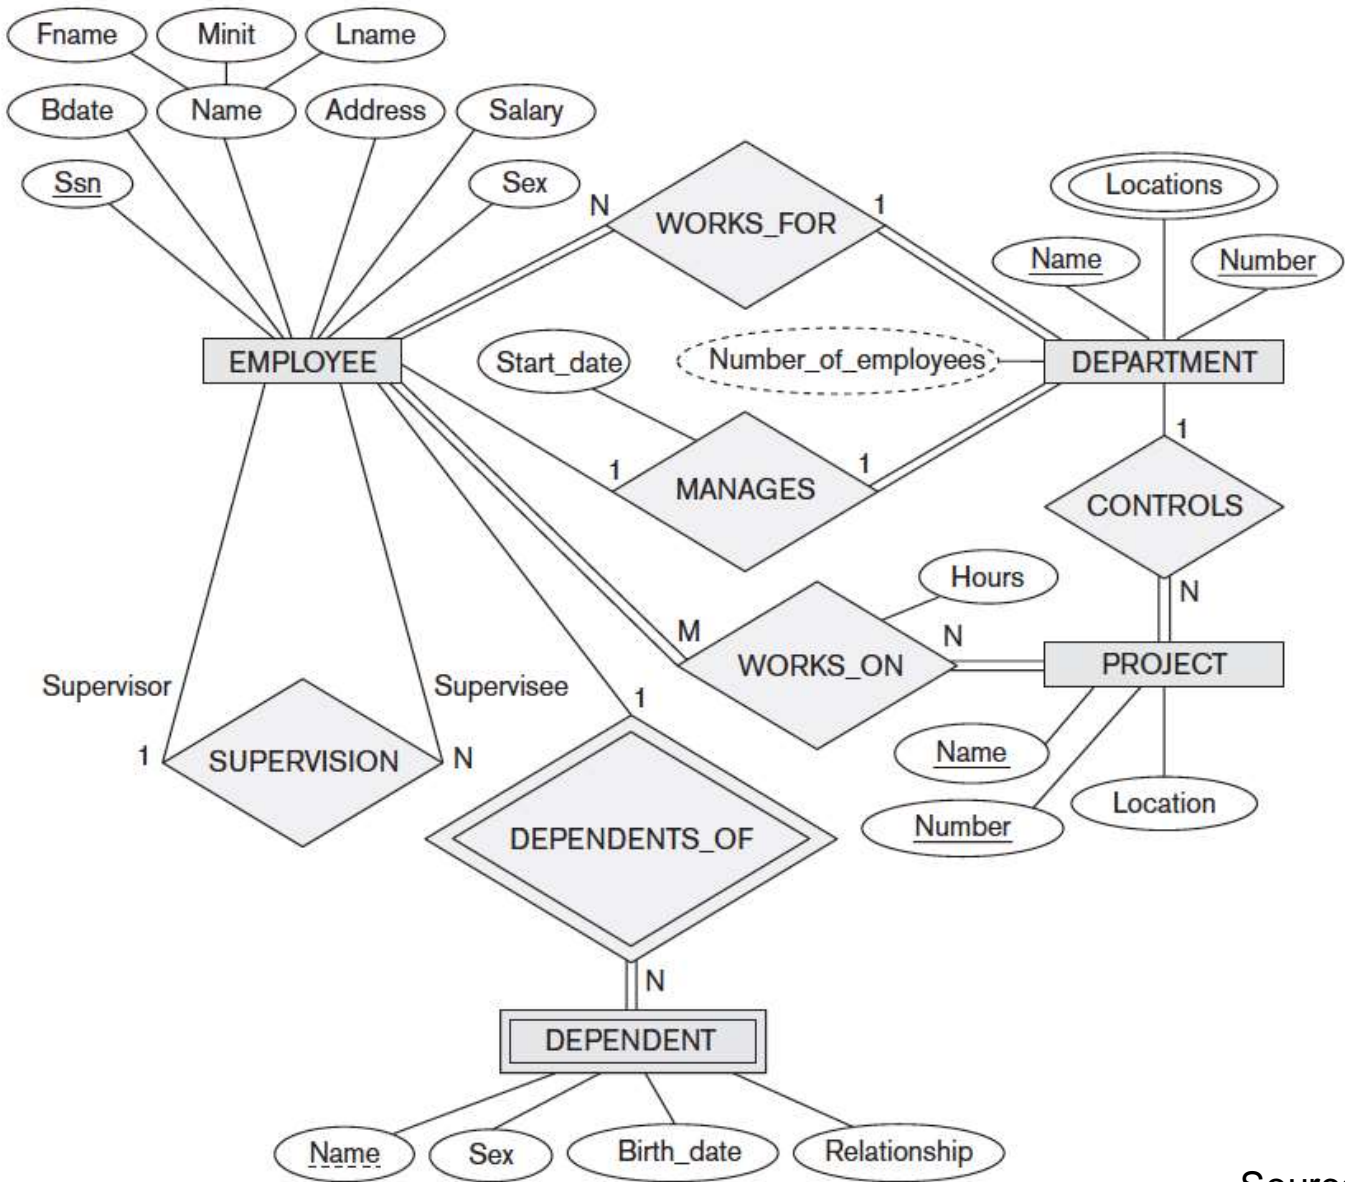 Fname Minit Lname
Bdate Name Address Salary
Ssn Sex
N WORKS_FOR 1
Locations
Name Number
EMPLOYEE Start_date Number_of_employees DEPARTMENT
1 MANAGES 1
1
CONTROLS
N
Hours
M WORKS_ON N PROJECT
Supervisor Supervisee
1 SUPERVISION N
1
Name
Number
Location
DEPENDENTS_OF
N
DEPENDENT
Name Sex Birth_date Relationship